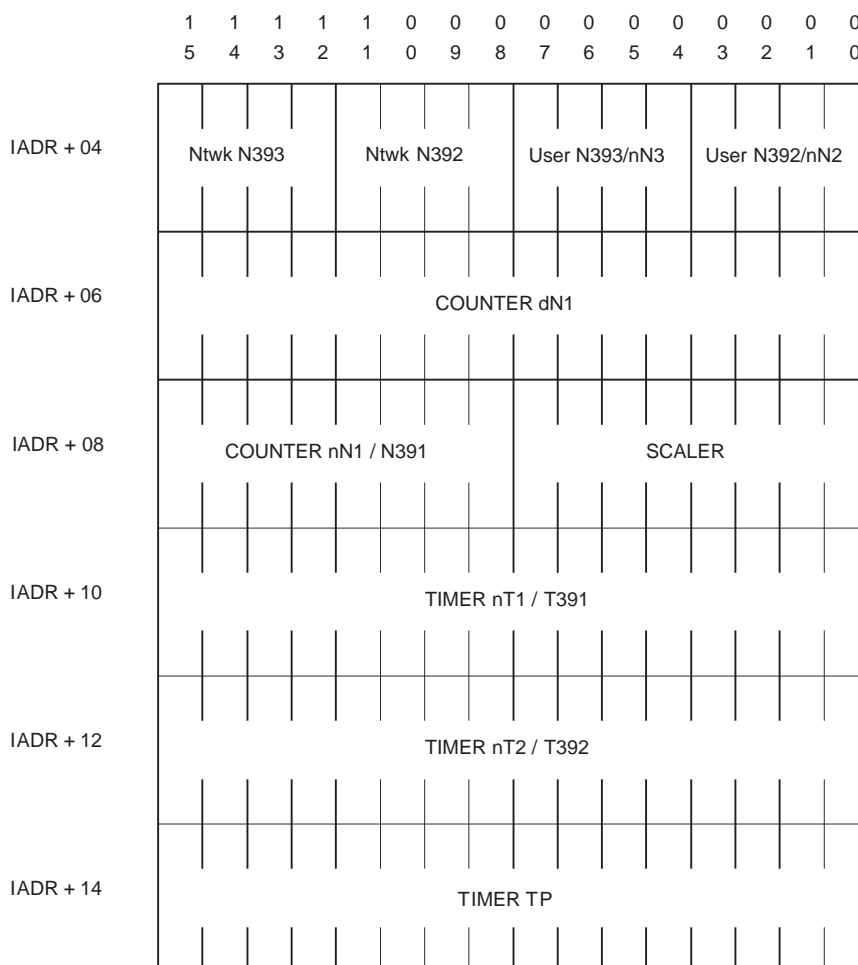 1 1 1 1 1 0 0 0 0 0 0 0 0 0 0 0
5 4 3 2 1 0 9 8 7 6 5 4 3 2 1 0
IADR + 04 Ntwk N393 Ntwk N392 User N393/nN3 User N392/nN2
IADR + 06 COUNTER dN1
IADR + 08 COUNTER nN1 / N391 SCALER
IADR + 10 TIMER nT1 / T391
IADR + 12 TIMER nT2 / T392
IADR + 14 TIMER TP